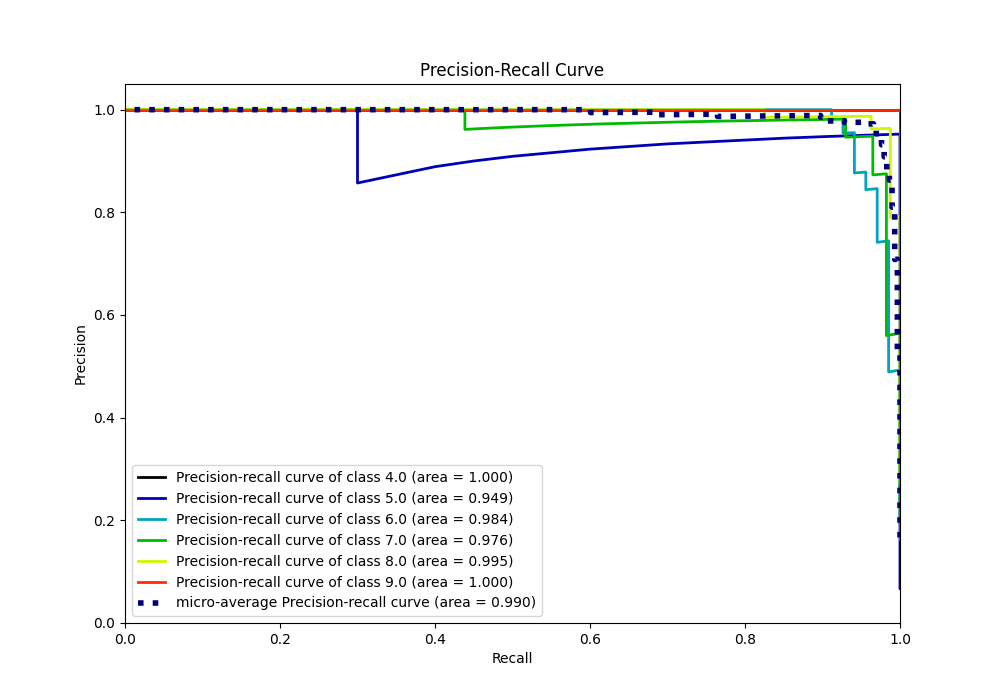 Precision-Recall Curve
1.0
0.8
0.6
0.4
0.2
0.0
Precision
Precision-recall curve of class 4.0 (area = 1.000)
Precision-recall curve of class 5.0 (area = 0.949)
Precision-recall curve of class 6.0 (area = 0.984)
Precision-recall curve of class 7.0 (area = 0.976)
Precision-recall curve of class 8.0 (area = 0.995)
Precision-recall curve of class 9.0 (area = 1.000)
micro-average Precision-recall curve (area = 0.990)
0.0 0.2 0.4 0.6 0.8 1.0
Recall